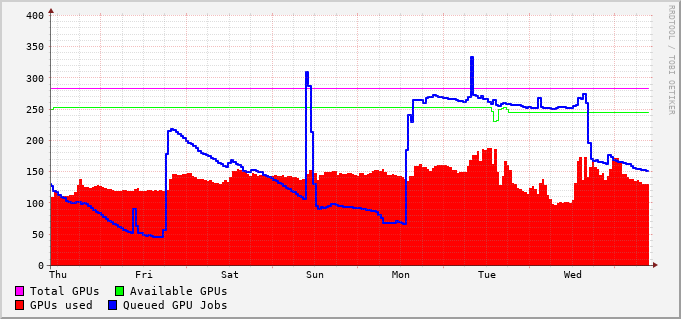 400
350
300
250
200
150
100
50
0
Thu Fri Sat Sun Mon Tue Wed
Total GPUs Available GPUs
GPUs used Queued GPU Jobs
RRDTOOL / TOBI OETIKER